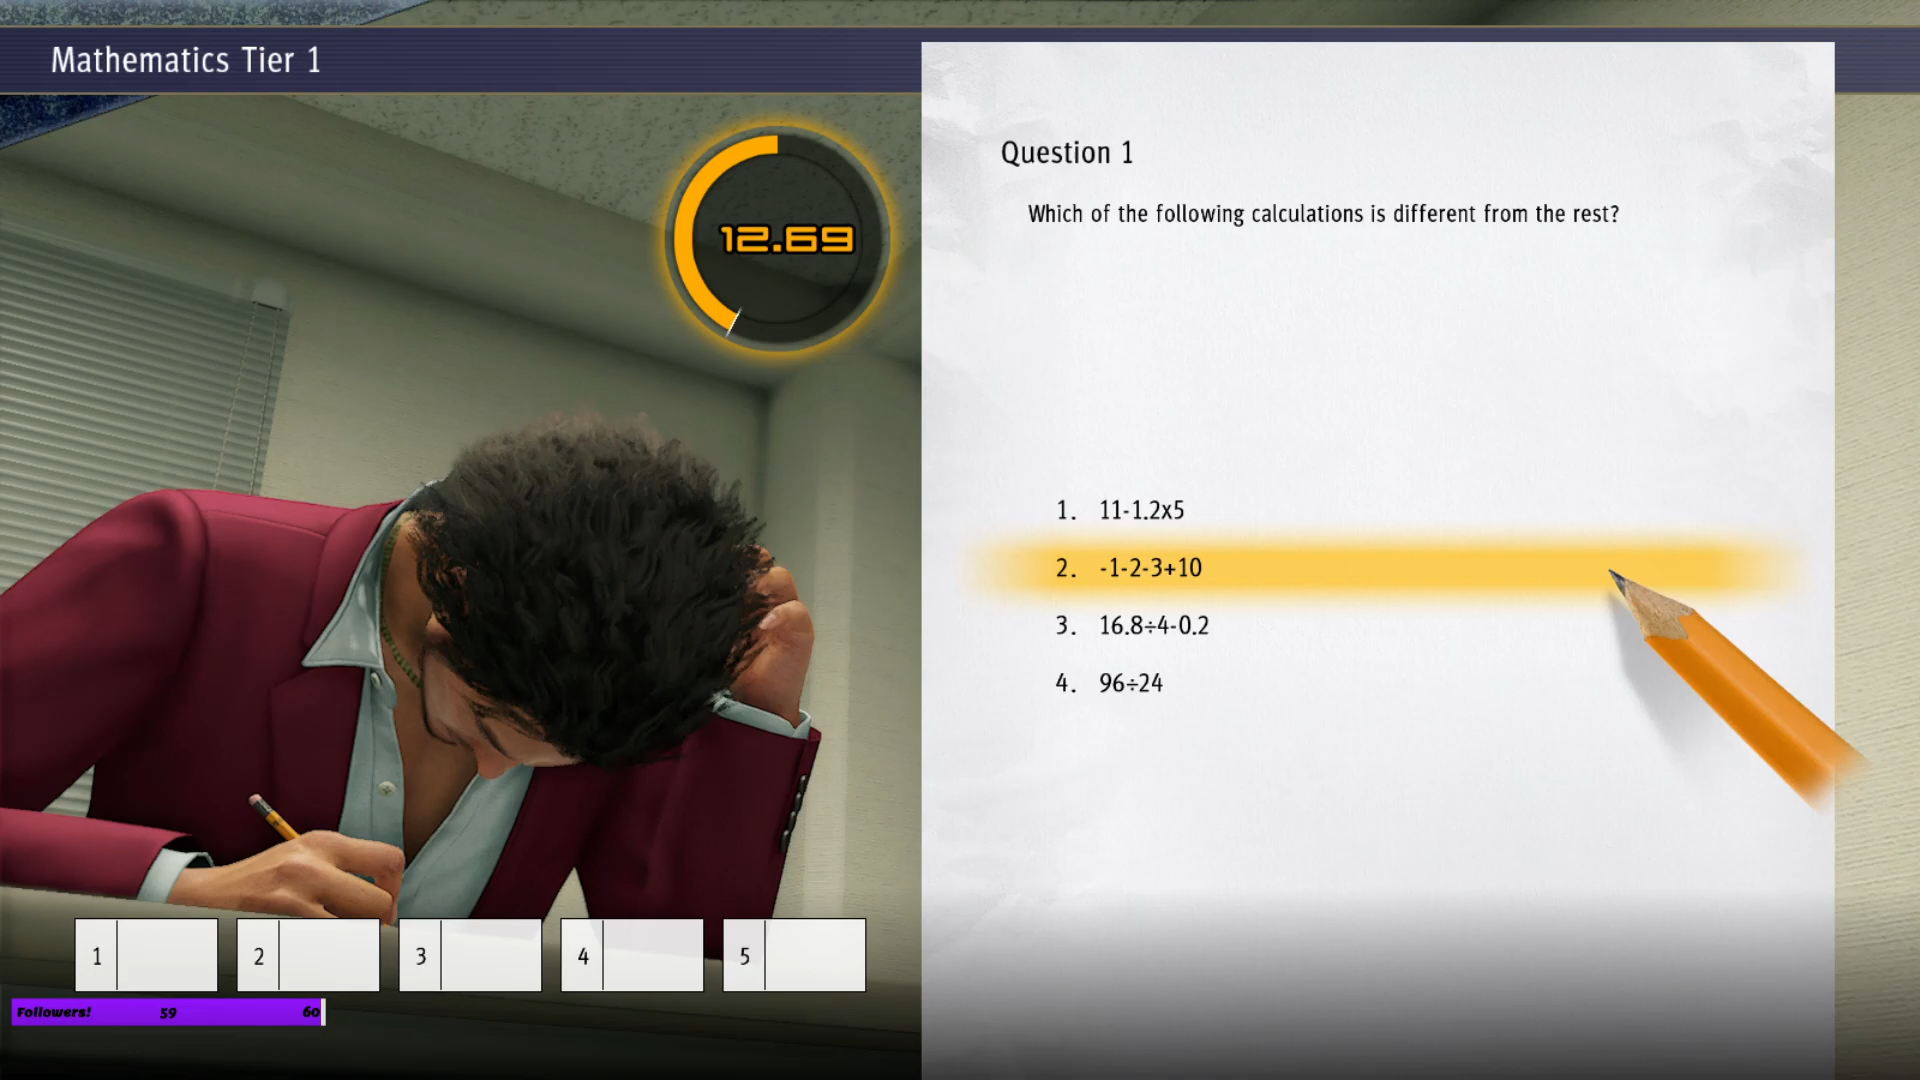 Mathematics Tier 1
12.69
Question 1
Which of the following calculations is different from the rest?
1. 11-1.2x5
2. -1-2-3+10
3. 16.8÷4-0.2
4. 96÷24
1
2
3
4
5
Followers! 59 60